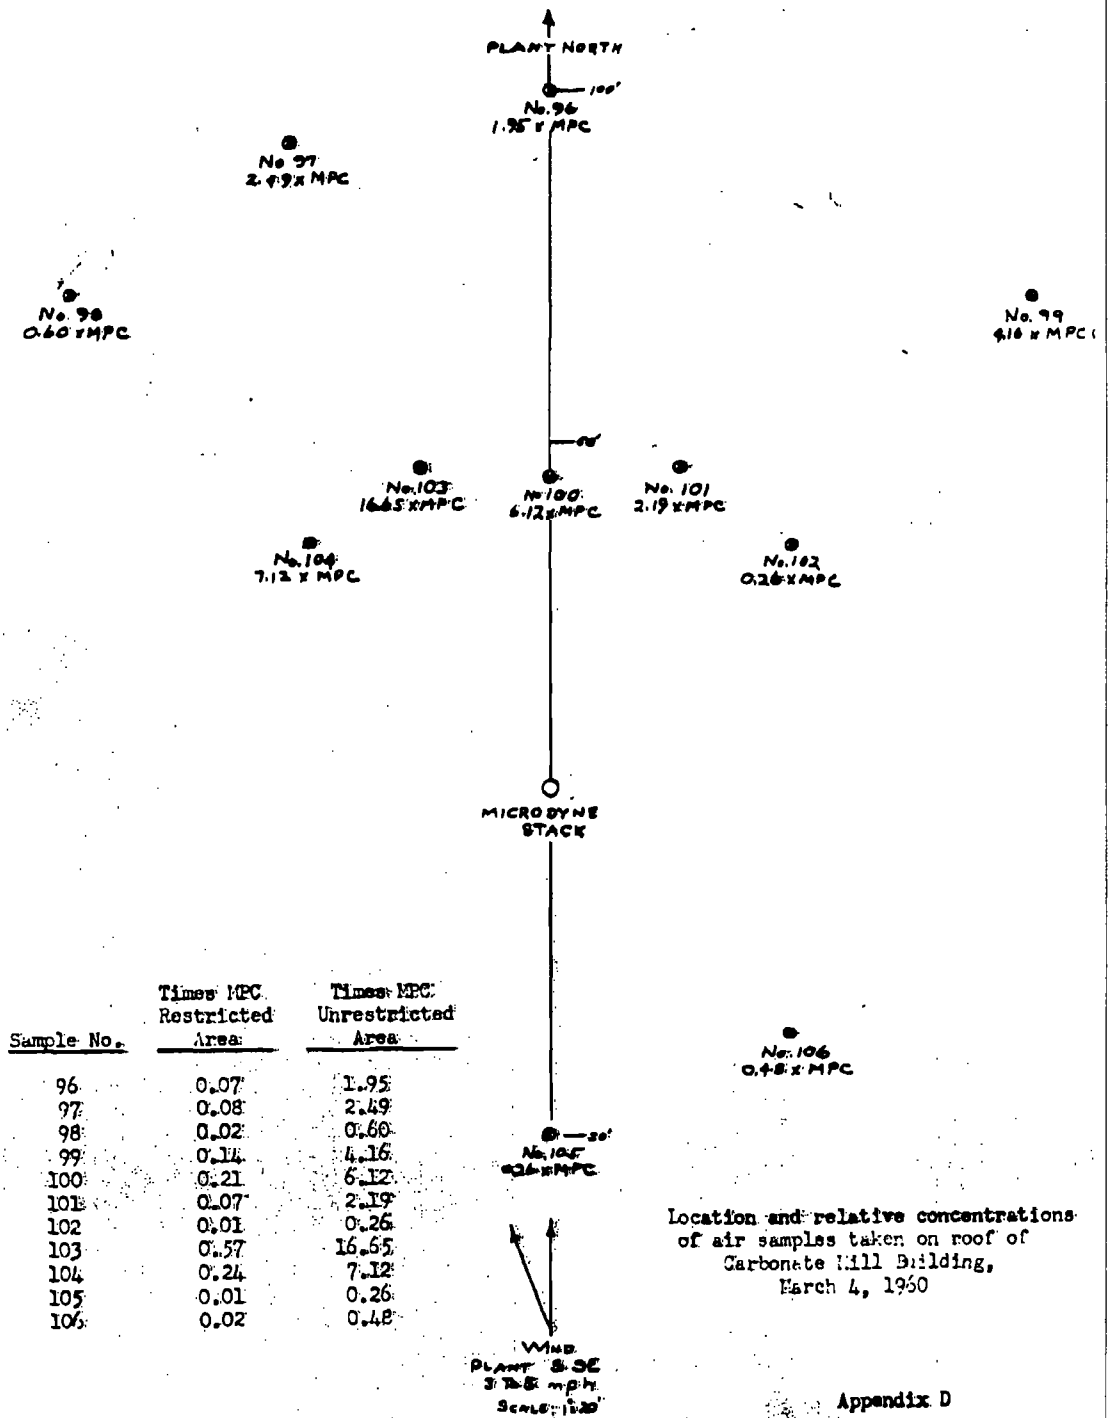 PLANT NORTH
100'
No. 96
1.95 x MPC
No 97
2.49 x MPC
No. 98
0.60 x MPC
No. 99
4.16 x MPC
No. 103
16.65 x MPC
No 100
6.12 x MPC
No. 101
2.19 x MPC
No. 104
7.12 x MPC
No. 102
0.26 x MPC
MICRODYNE
STACK
No. 106
0.48 x MPC
No. 105
0.26 x MPC
Sample No. Times MPC Restricted Area Times MPC Unrestricted Area
96 0.07 1.95
97 0.08 2.49
98 0.02 0.60
99 0.14 4.16
100 0.21 6.12
101 0.07 2.19
102 0.01 0.26
103 0.57 16.65
104 0.24 7.12
105 0.01 0.26
106 0.02 0.48
Location and relative concentrations
of air samples taken on roof of
Carbonate Mill Building,
March 4, 1960
WIND
PLANT S SE
mph
SCALE
Appendix D